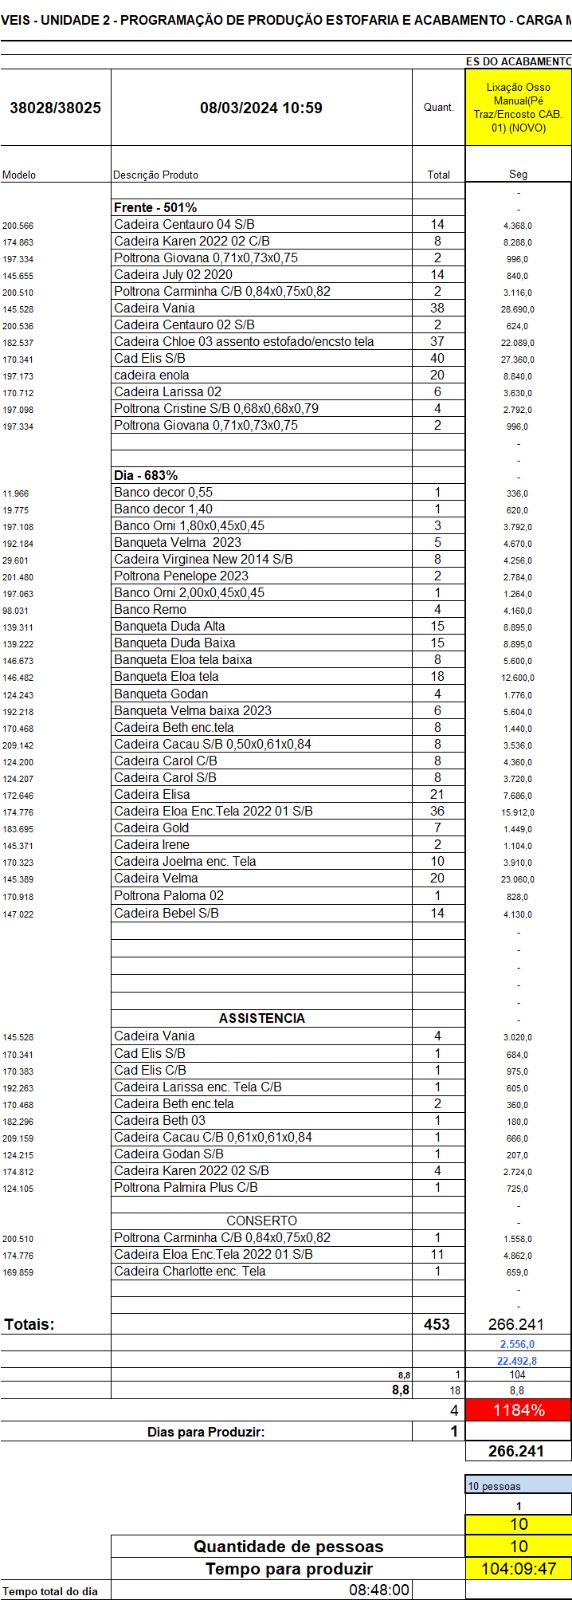 VEIS - UNIDADE 2 - PROGRAMAÇÃO DE PRODUÇÃO ESTOFARIA E ACABAMENTO - CARGA M
ES DO ACABAMENTO
38028/38025 08/03/2024 10:59 Quant. Lixação Osso Manual(Pé Traz/Encosto CAB. 01) (NOVO)
Modelo Descrição Produto Total Seg
-
Frente - 501% -
200.566 Cadeira Centauro 04 S/B 14 4.368,0
174.863 Cadeira Karen 2022 02 C/B 8 8.288,0
197.334 Poltrona Giovana 0,71x0,73x0,75 2 996,0
145.655 Cadeira July 02 2020 14 840,0
200.510 Poltrona Carminha C/B 0,84x0,75x0,82 2 3.116,0
145.528 Cadeira Vania 38 28.690,0
200.536 Cadeira Centauro 02 S/B 2 624,0
182.537 Cadeira Chloe 03 assento estofado/encsto tela 37 22.089,0
170.341 Cad Elis S/B 40 27.360,0
197.173 cadeira enola 20 8.840,0
170.712 Cadeira Larissa 02 6 3.630,0
197.098 Poltrona Cristine S/B 0,68x0,68x0,79 4 2.792,0
197.334 Poltrona Giovana 0,71x0,73x0,75 2 996,0
-
-
Dia - 683% -
11.966 Banco decor 0,55 1 336,0
19.775 Banco decor 1,40 1 620,0
197.108 Banco Orni 1,80x0,45x0,45 3 3.792,0
192.184 Banqueta Velma 2023 5 4.670,0
29.601 Cadeira Virginea New 2014 S/B 8 4.256,0
201.480 Poltrona Penelope 2023 2 2.784,0
197.063 Banco Orni 2,00x0,45x0,45 1 1.264,0
98.031 Banco Remo 4 4.160,0
139.311 Banqueta Duda Alta 15 8.895,0
139.222 Banqueta Duda Baixa 15 8.895,0
146.673 Banqueta Eloa tela baixa 8 5.600,0
146.482 Banqueta Eloa tela 18 12.600,0
124.243 Banqueta Godan 4 1.776,0
192.218 Banqueta Velma baixa 2023 6 5.604,0
170.468 Cadeira Beth enc.tela 8 1.440,0
209.142 Cadeira Cacau S/B 0,50x0,61x0,84 8 3.536,0
124.200 Cadeira Carol C/B 8 4.360,0
124.207 Cadeira Carol S/B 8 3.720,0
172.646 Cadeira Elisa 21 7.686,0
174.776 Cadeira Eloa Enc.Tela 2022 01 S/B 36 15.912,0
183.695 Cadeira Gold 7 1.449,0
145.371 Cadeira Irene 2 1.104,0
170.323 Cadeira Joelma enc. Tela 10 3.910,0
145.389 Cadeira Velma 20 23.060,0
170.918 Poltrona Paloma 02 1 828,0
147.022 Cadeira Bebel S/B 14 4.130,0
-
-
-
-
-
ASSISTENCIA -
145.528 Cadeira Vania 4 3.020,0
170.341 Cad Elis S/B 1 684,0
170.383 Cad Elis C/B 1 975,0
192.263 Cadeira Larissa enc. Tela C/B 1 605,0
170.468 Cadeira Beth enc.tela 2 360,0
182.296 Cadeira Beth 03 1 180,0
209.159 Cadeira Cacau C/B 0,61x0,61x0,84 1 666,0
124.215 Cadeira Godan S/B 1 207,0
174.812 Cadeira Karen 2022 02 S/B 4 2.724,0
124.105 Poltrona Palmira Plus C/B 1 725,0
-
CONSERTO -
200.510 Poltrona Carminha C/B 0,84x0,75x0,82 1 1.558,0
174.776 Cadeira Eloa Enc.Tela 2022 01 S/B 11 4.862,0
169.859 Cadeira Charlotte enc. Tela 1 659,0
-
-
Totais: 453 266.241
2.556,0
22.492,8
8,8 1 104
8,8 18 8,8
4 1184%
Dias para Produzir: 1
266.241
10 pessoas
1
10
Quantidade de pessoas 10
Tempo para produzir 104:09:47
Tempo total do dia 08:48:00